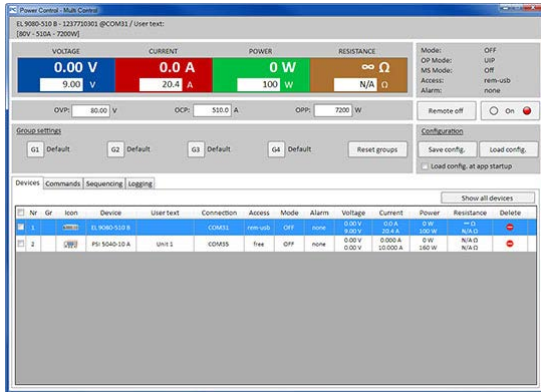 Power Control - Multi Control
EL 9080-510 B - 1237710301 @COM31 / User text:
[80V - 510A - 7200W]
VOLTAGE CURRENT POWER RESISTANCE
0.00 V 0.0 A 0 W ∞ Ω
9.00 V 20.4 A 100 W N/A Ω
Mode: OFF
OP Mode: UIP
MS Mode: Off
Access: rem-usb
Alarm: none
OVP: 80.00 V OCP: 510.0 A OPP: 7200 W
Remote off On
Group settings
G1 Default G2 Default G3 Default G4 Default Reset groups
Configuration
Save config. Load config.
Load config. at app startup
Devices Commands Sequencing Logging
Show all devices
Nr Gr Icon Device User text Connection Access Mode Alarm Voltage Current Power Resistance Delete
1 EL 9080-510 B COM31 rem-usb OFF none 0.00 V 0.0 A 0 W ∞ Ω
9.00 V 20.4 A 100 W N/A Ω
2 PSI 5040-10 A Unit 1 COM35 free OFF none 0.00 V 0.000 A 0 W N/A Ω
0.00 V 10.000 A 160 W N/A Ω